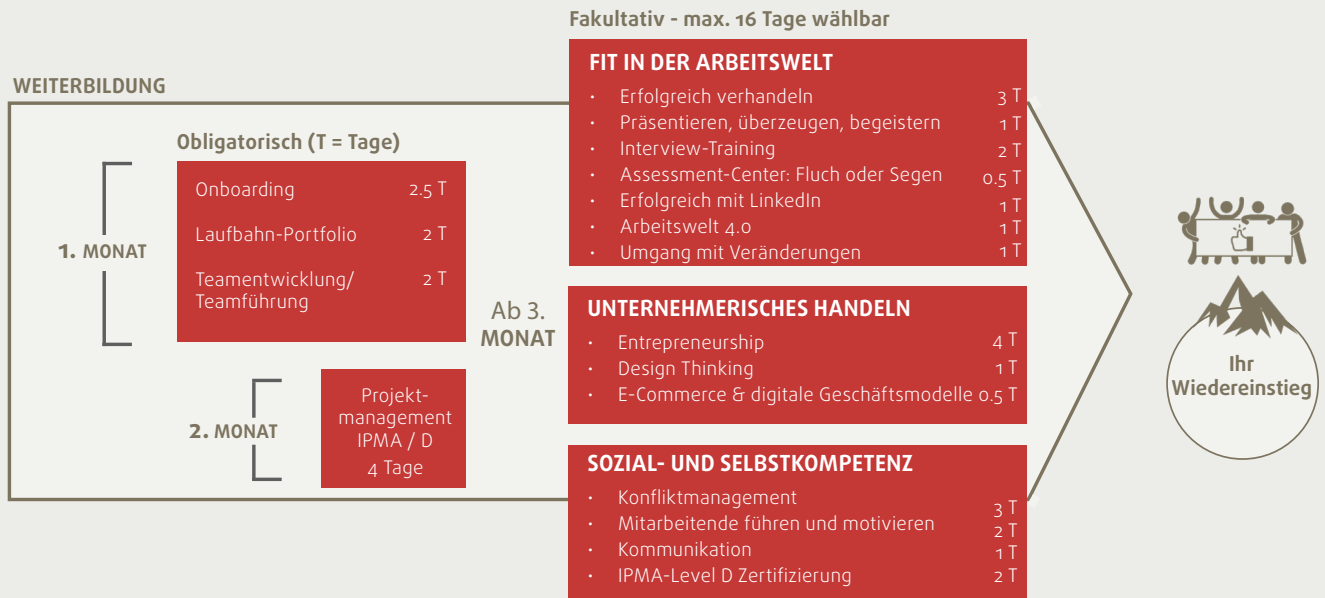 WEITERBILDUNG
Obligatorisch (T = Tage)
1. MONAT
Onboarding 2.5 T
Laufbahn-Portfolio 2 T
Teamentwicklung/ 2 T
Teamführung
2. MONAT
Projekt-
management
IPMA / D
4 Tage
Ab 3.
MONAT
Fakultativ - max. 16 Tage wählbar
FIT IN DER ARBEITSWELT
• Erfolgreich verhandeln 3 T
• Präsentieren, überzeugen, begeistern 1 T
• Interview-Training 2 T
• Assessment-Center: Fluch oder Segen 0.5 T
• Erfolgreich mit LinkedIn 1 T
• Arbeitswelt 4.0 1 T
• Umgang mit Veränderungen 1 T
UNTERNEHMERISCHES HANDELN
• Entrepreneurship 4 T
• Design Thinking 1 T
• E-Commerce & digitale Geschäftsmodelle 0.5 T
SOZIAL- UND SELBSTKOMPETENZ
• Konfliktmanagement 3 T
• Mitarbeitende führen und motivieren 2 T
• Kommunikation 1 T
• IPMA-Level D Zertifizierung 2 T
Ihr
Wiedereinstieg